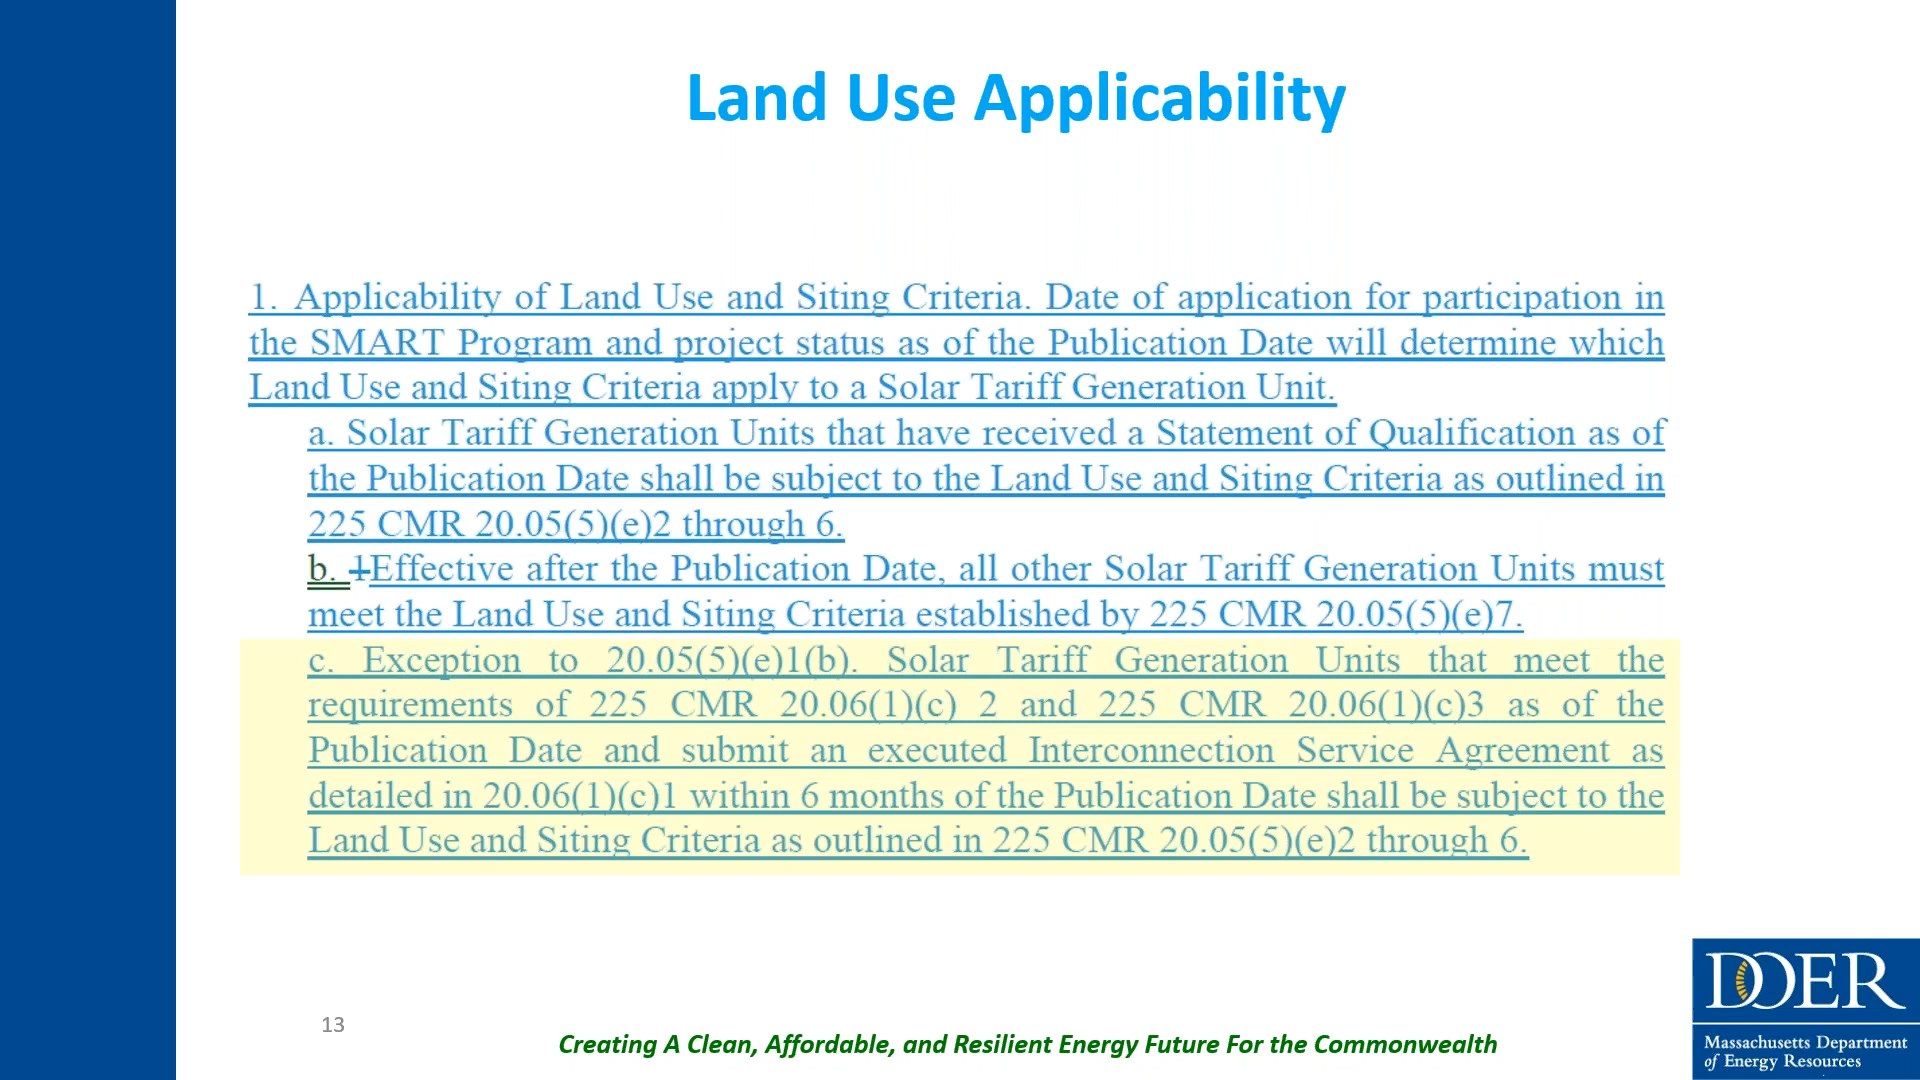 Land Use Applicability
1. Applicability of Land Use and Siting Criteria. Date of application for participation in
the SMART Program and project status as of the Publication Date will determine which
Land Use and Siting Criteria apply to a Solar Tariff Generation Unit.
a. Solar Tariff Generation Units that have received a Statement of Qualification as of
the Publication Date shall be subject to the Land Use and Siting Criteria as outlined in
225 CMR 20.05(5)(e)2 through 6.
b. 1Effective after the Publication Date, all other Solar Tariff Generation Units must
meet the Land Use and Siting Criteria established by 225 CMR 20.05(5)(e)7.
c. Exception to 20.05(5)(e)1(b). Solar Tariff Generation Units that meet the
requirements of 225 CMR 20.06(1)(c) 2 and 225 CMR 20.06(1)(c)3 as of the
Publication Date and submit an executed Interconnection Service Agreement as
detailed in 20.06(1)(c)1 within 6 months of the Publication Date shall be subject to the
Land Use and Siting Criteria as outlined in 225 CMR 20.05(5)(e)2 through 6.
13
Creating A Clean, Affordable, and Resilient Energy Future For the Commonwealth
DOER
Massachusetts Department
of Energy Resources